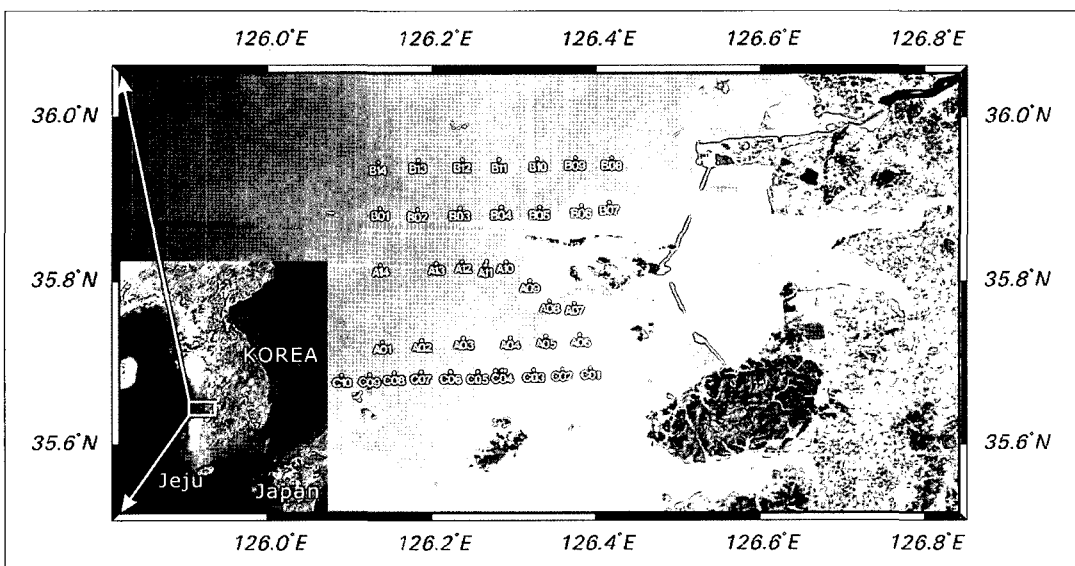 126.0°E 126.2°E 126.4°E 126.6°E 126.8°E
36.0°N 36.0°N
B14 B13 B12 B11 B10 B09 B08
B01 B02 B03 B04 B05 B06 B07
A14 A13 A12 A11 A10
35.8°N 35.8°N
A09
A08 A07
A01 A02 A03 A04 A05 A06
KOREA
C10 C09 C08 C07 C06 C05 C04 C03 C02 C01
35.6°N 35.6°N
Jeju
Japan
126.0°E 126.2°E 126.4°E 126.6°E 126.8°E